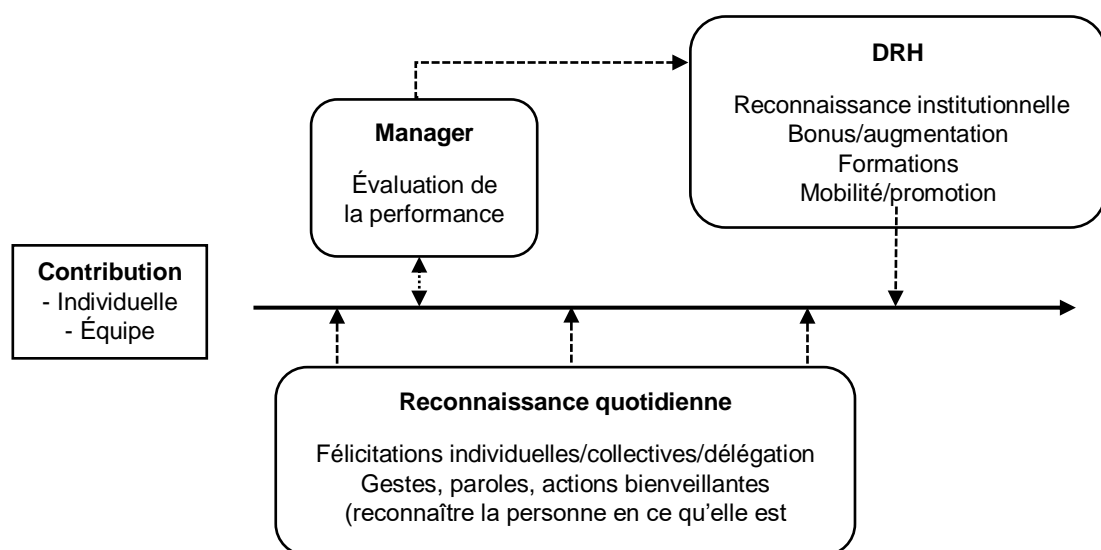 DRH
Reconnaissance institutionnelle
Bonus/augmentation
Formations
Mobilité/promotion
Manager
Évaluation de
la performance
Contribution
- Individuelle
- Équipe
Reconnaissance quotidienne
Félicitations individuelles/collectives/délégation
Gestes, paroles, actions bienveillantes
(reconnaître la personne en ce qu’elle est